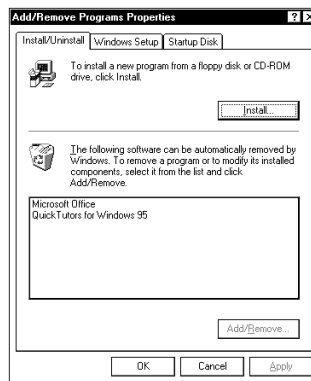 Add/Remove Programs Properties
Install/Uninstall Windows Setup Startup Disk
To install a new program from a floppy disk or CD-ROM
drive, click Install.
Install...
The following software can be automatically removed by
Windows. To remove a program or to modify its installed
components, select it from the list and click
Add/Remove.
Microsoft Office
QuickTutors for Windows 95
Add/Remove...
OK Cancel Apply